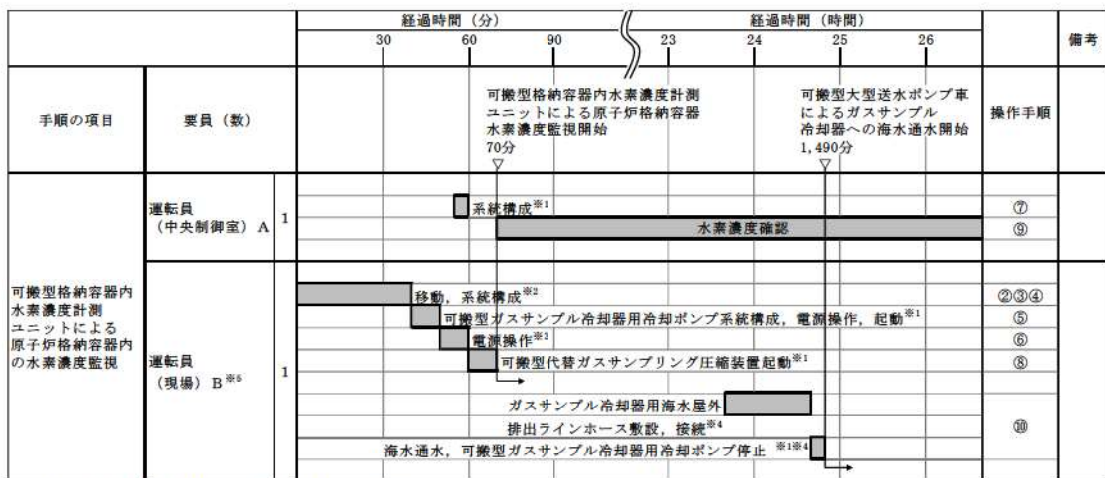 経過時間（分）
経過時間（時間）
備考
30
60
90
23
24
25
26
手順の項目
要員（数）
操作手順
可搬型格納容器内水素濃度計測
ユニットによる原子炉格納容器
水素濃度監視開始
70分
▽
可搬型大型送水ポンプ車
によるガスサンプル
冷却器への海水通水開始
1,490分
▽
可搬型格納容器内
水素濃度計測
ユニットによる
原子炉格納容器内
の水素濃度監視
運転員
（中央制御室）A
1
系統構成※1
⑦
水素濃度確認
⑨
運転員
（現場）B※5
1
移動，系統構成※2
②③④
可搬型ガスサンプル冷却器用冷却ポンプ系統構成，電源操作，起動※1
⑤
電源操作※3
⑥
可搬型代替ガスサンプリング圧縮装置起動※1
⑧
ガスサンプル冷却器用海水屋外
排出ラインホース敷設，接続※4
⑩
海水通水，可搬型ガスサンプル冷却器用冷却ポンプ停止 ※1※4